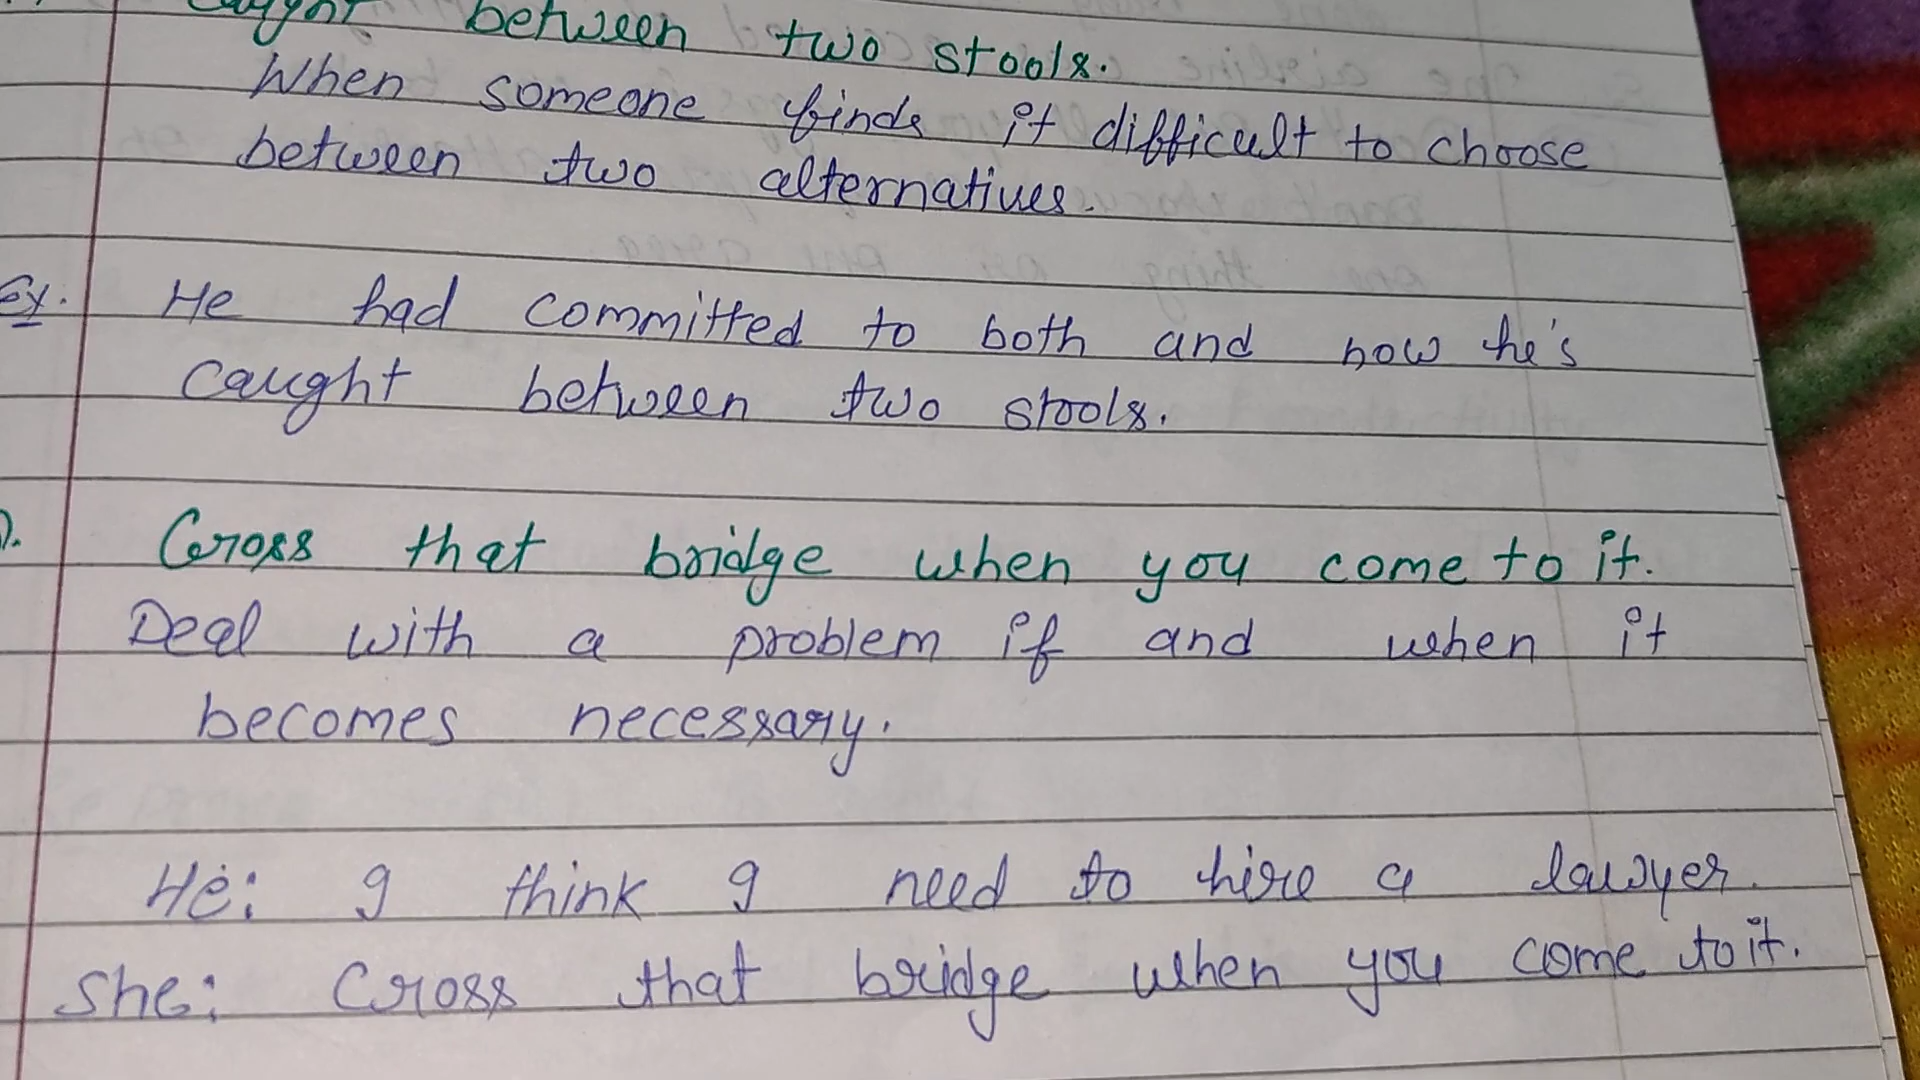 Caught between two stools.
When someone finds it difficult to choose
between two alternatives.
Ex. He had committed to both and now he's
caught between two stools.
Cross that bridge when you come to it.
Deal with a problem if and when it
becomes necessary.
He: I think I need to hire a lawyer.
She: Cross that bridge when you come to it.